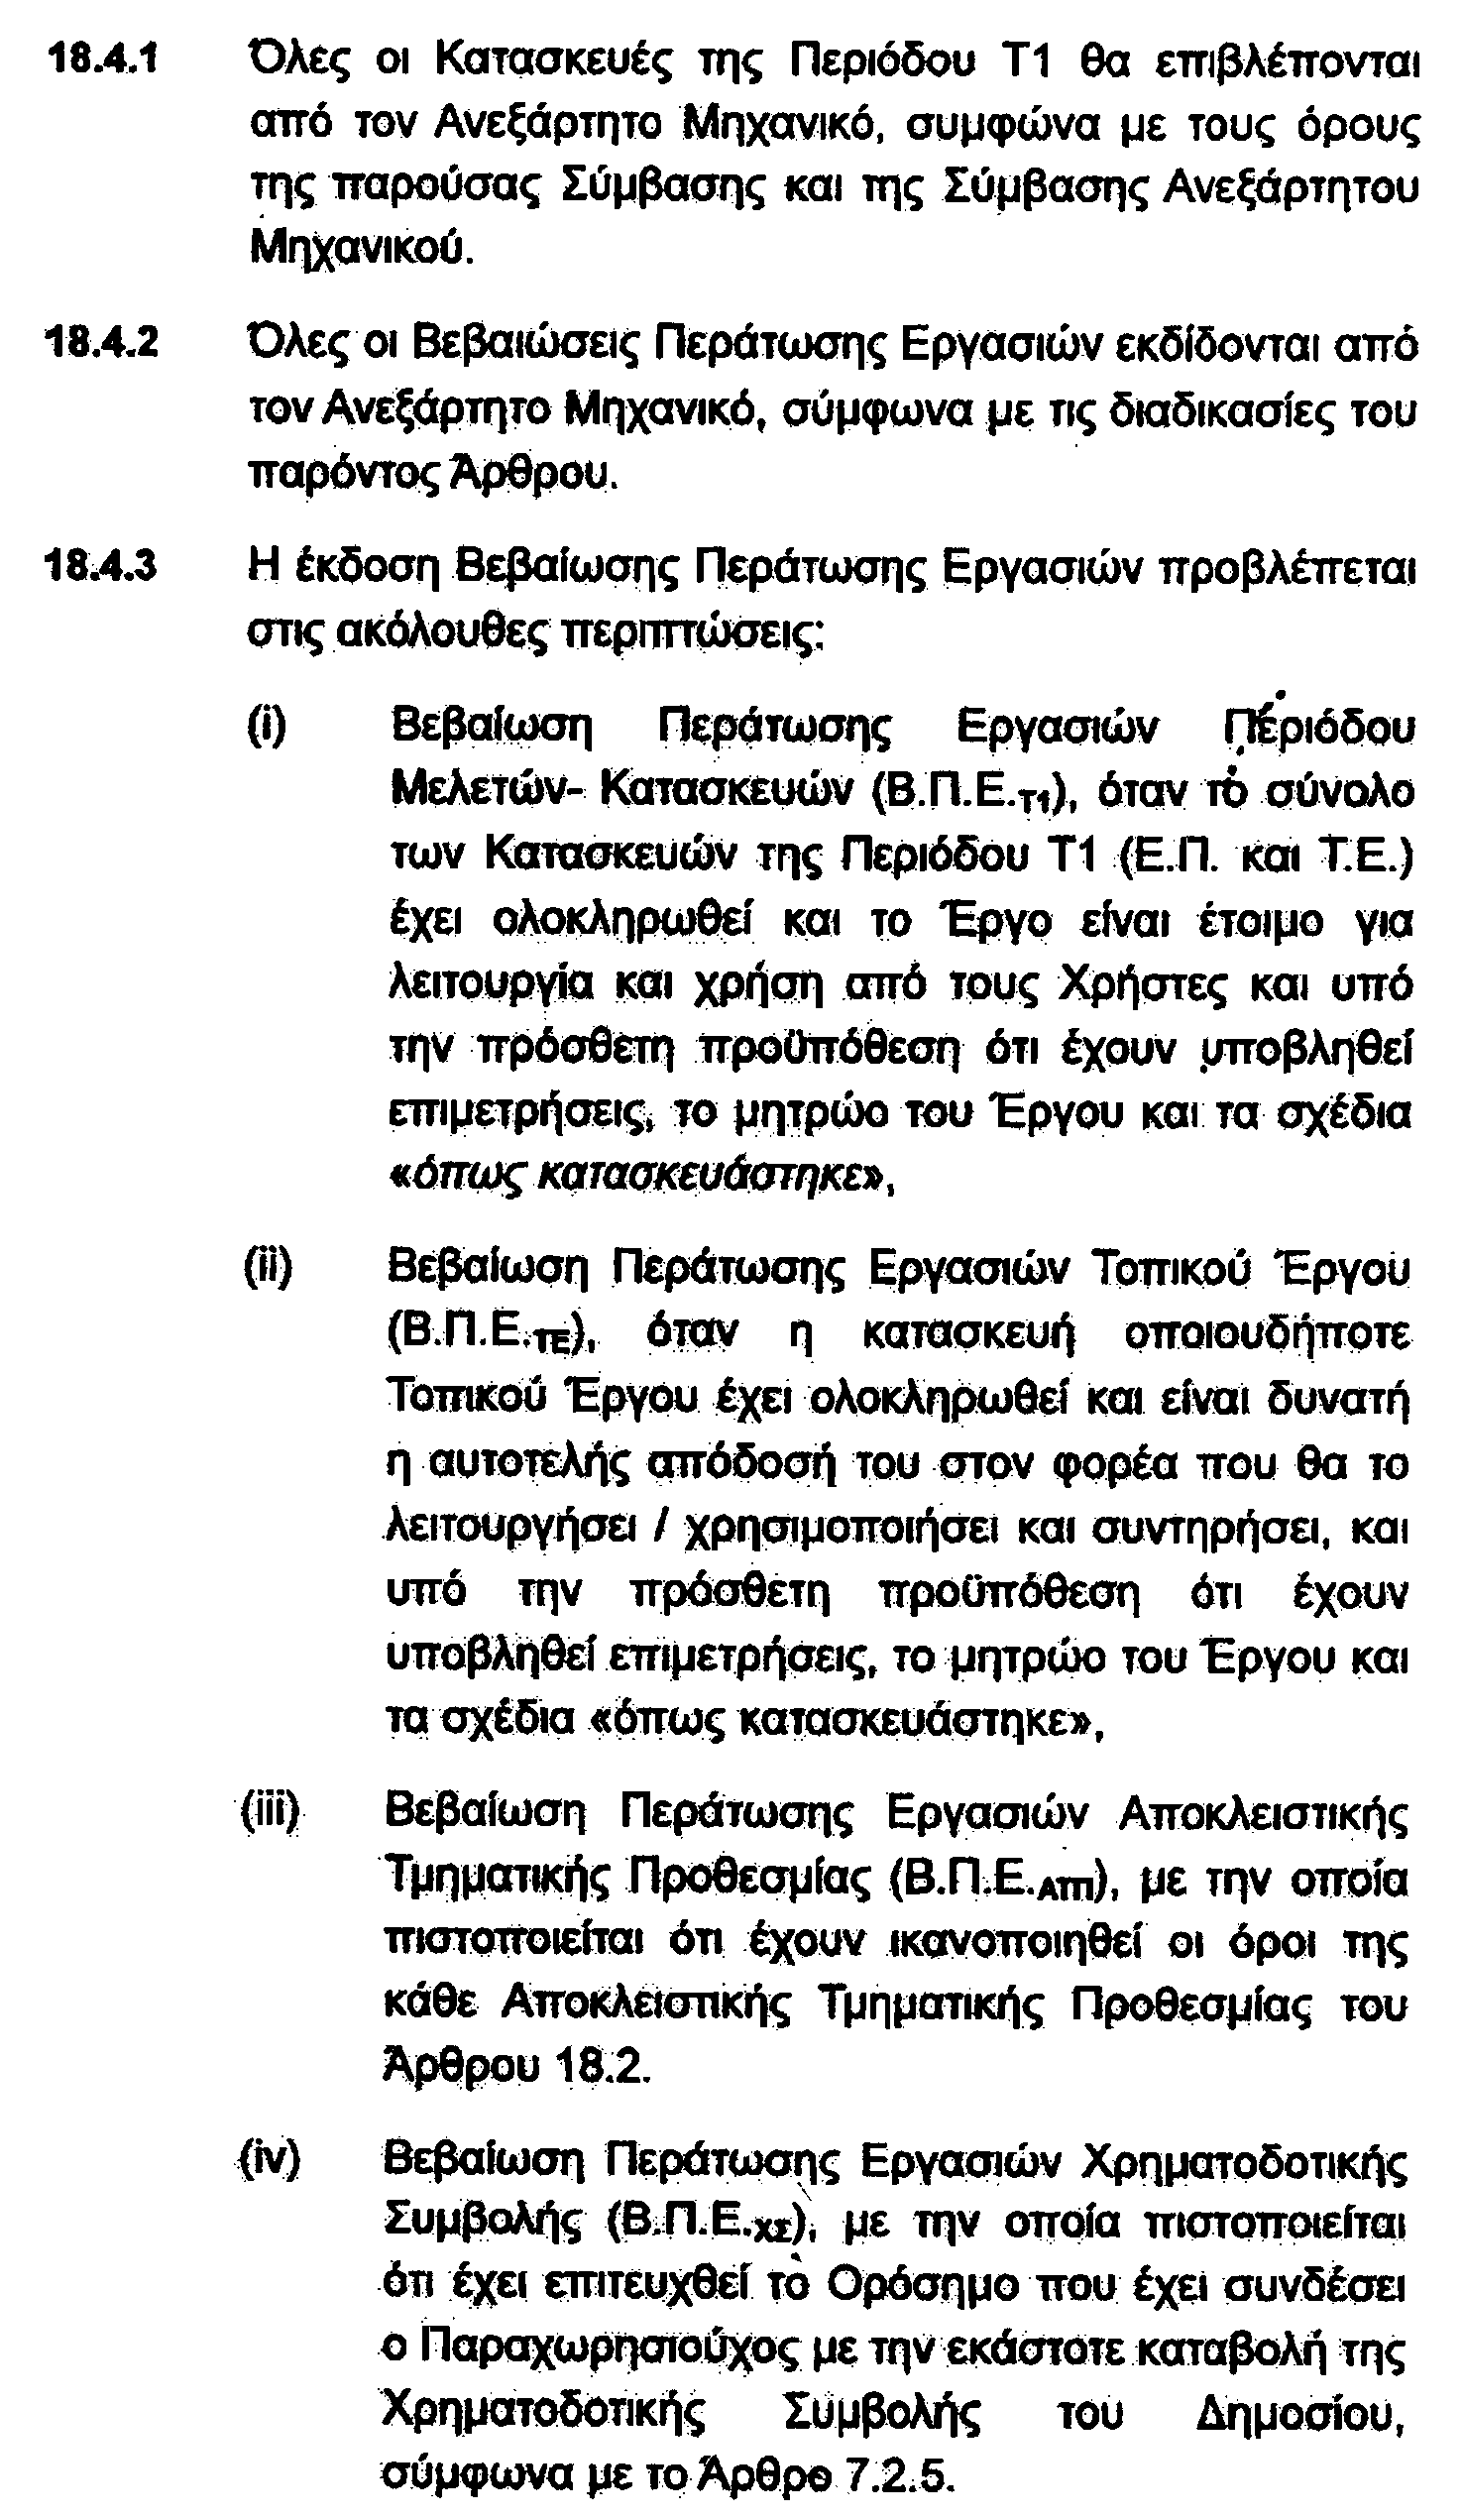 18.4.1 Όλες οι Κατασκευές της Περιόδου Τ1 θα επιβλέπονται
από τον Ανεξάρτητο Μηχανικό, συμφώνα με τους όρους
της παρούσας Σύμβασης και της Σύμβασης Ανεξάρτητου
Μηχανικού.
18.4.2 Όλες οι Βεβαιώσεις Περάτωσης Εργασιών εκδίδονται από
τον Ανεξάρτητο Μηχανικό, σύμφωνα με τις διαδικασίες του
παρόντος Άρθρου.
18.4.3 Η έκδοση Βεβαίωσης Περάτωσης Εργασιών προβλέπεται
στις ακόλουθες περιπτώσεις:
(i) Βεβαίωση Περάτωσης Εργασιών Περιόδου
Μελετών- Κατασκευών (Β.Π.Ε.Τ1), όταν το σύνολο
των Κατασκευών της Περιόδου Τ1 (Ε.Π. και Τ.Ε.)
έχει ολοκληρωθεί και το Έργο είναι έτοιμο για
λειτουργία και χρήση από τους Χρήστες και υπό
την πρόσθετη προϋπόθεση ότι έχουν υποβληθεί
επιμετρήσεις, το μητρώο του Έργου και τα σχέδια
«όπως κατασκευάστηκε»,
(ii) Βεβαίωση Περάτωσης Εργασιών Τοπικού Έργου
(Β.Π.Ε.ΤΕ), όταν η κατασκευή οποιουδήποτε
Τοπικού Έργου έχει ολοκληρωθεί και είναι δυνατή
η αυτοτελής απόδοσή του στον φορέα που θα το
λειτουργήσει / χρησιμοποιήσει και συντηρήσει, και
υπό την πρόσθετη προϋπόθεση ότι έχουν
υποβληθεί επιμετρήσεις, το μητρώο του Έργου και
τα σχέδια «όπως κατασκευάστηκε»,
(iii) Βεβαίωση Περάτωσης Εργασιών Αποκλειστικής
Τμηματικής Προθεσμίας (Β.Π.Ε.ΑΤΠ), με την οποία
πιστοποιείται ότι έχουν ικανοποιηθεί οι όροι της
κάθε Αποκλειστικής Τμηματικής Προθεσμίας του
Άρθρου 18.2.
(iv) Βεβαίωση Περάτωσης Εργασιών Χρηματοδοτικής
Συμβολής (Β.Π.Ε.ΧΣ), με την οποία πιστοποιείται
ότι έχει επιτευχθεί το Ορόσημο που έχει συνδέσει
ο Παραχωρησιούχος με την εκάστοτε καταβολή της
Χρηματοδοτικής Συμβολής του Δημοσίου,
σύμφωνα με το Άρθρο 7.2.5.